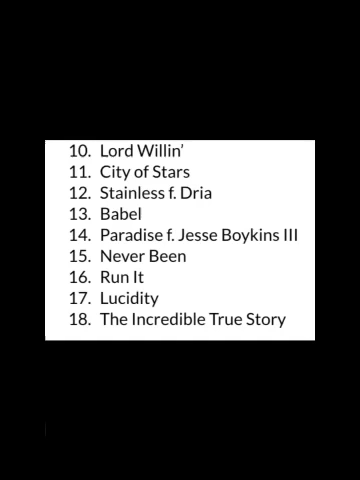 10. Lord Willin'
11. City of Stars
12. Stainless f. Dria
13. Babel
14. Paradise f. Jesse Boykins III
15. Never Been
16. Run It
17. Lucidity
18. The Incredible True Story